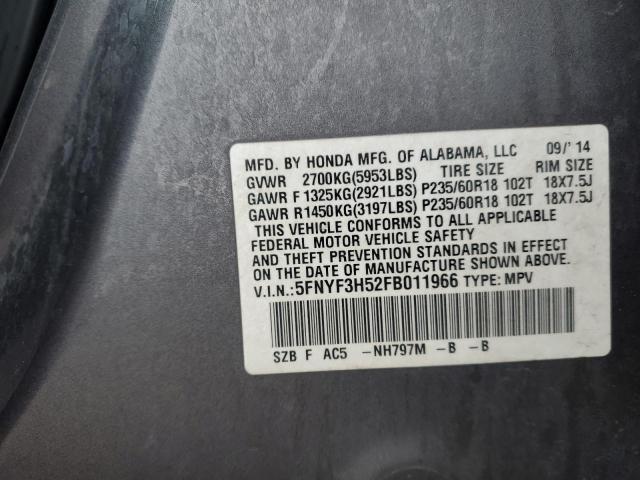 MFD. BY HONDA MFG. OF ALABAMA, LLC 09/'14
GVWR 2700KG(5953LBS) TIRE SIZE RIM SIZE
GAWR F1325KG(2921LBS) P235/60R18 102T 18X7.5J
GAWR R1450KG(3197LBS) P235/60R18 102T 18X7.5J
THIS VEHICLE CONFORMS TO ALL APPLICABLE
FEDERAL MOTOR VEHICLE SAFETY
AND THEFT PREVENTION STANDARDS IN EFFECT
ON THE DATE OF MANUFACTURE SHOWN ABOVE.
V.I.N.:5FNYF3H52FB011966 TYPE: MPV
SZB F AC5 -NH797M -B -B